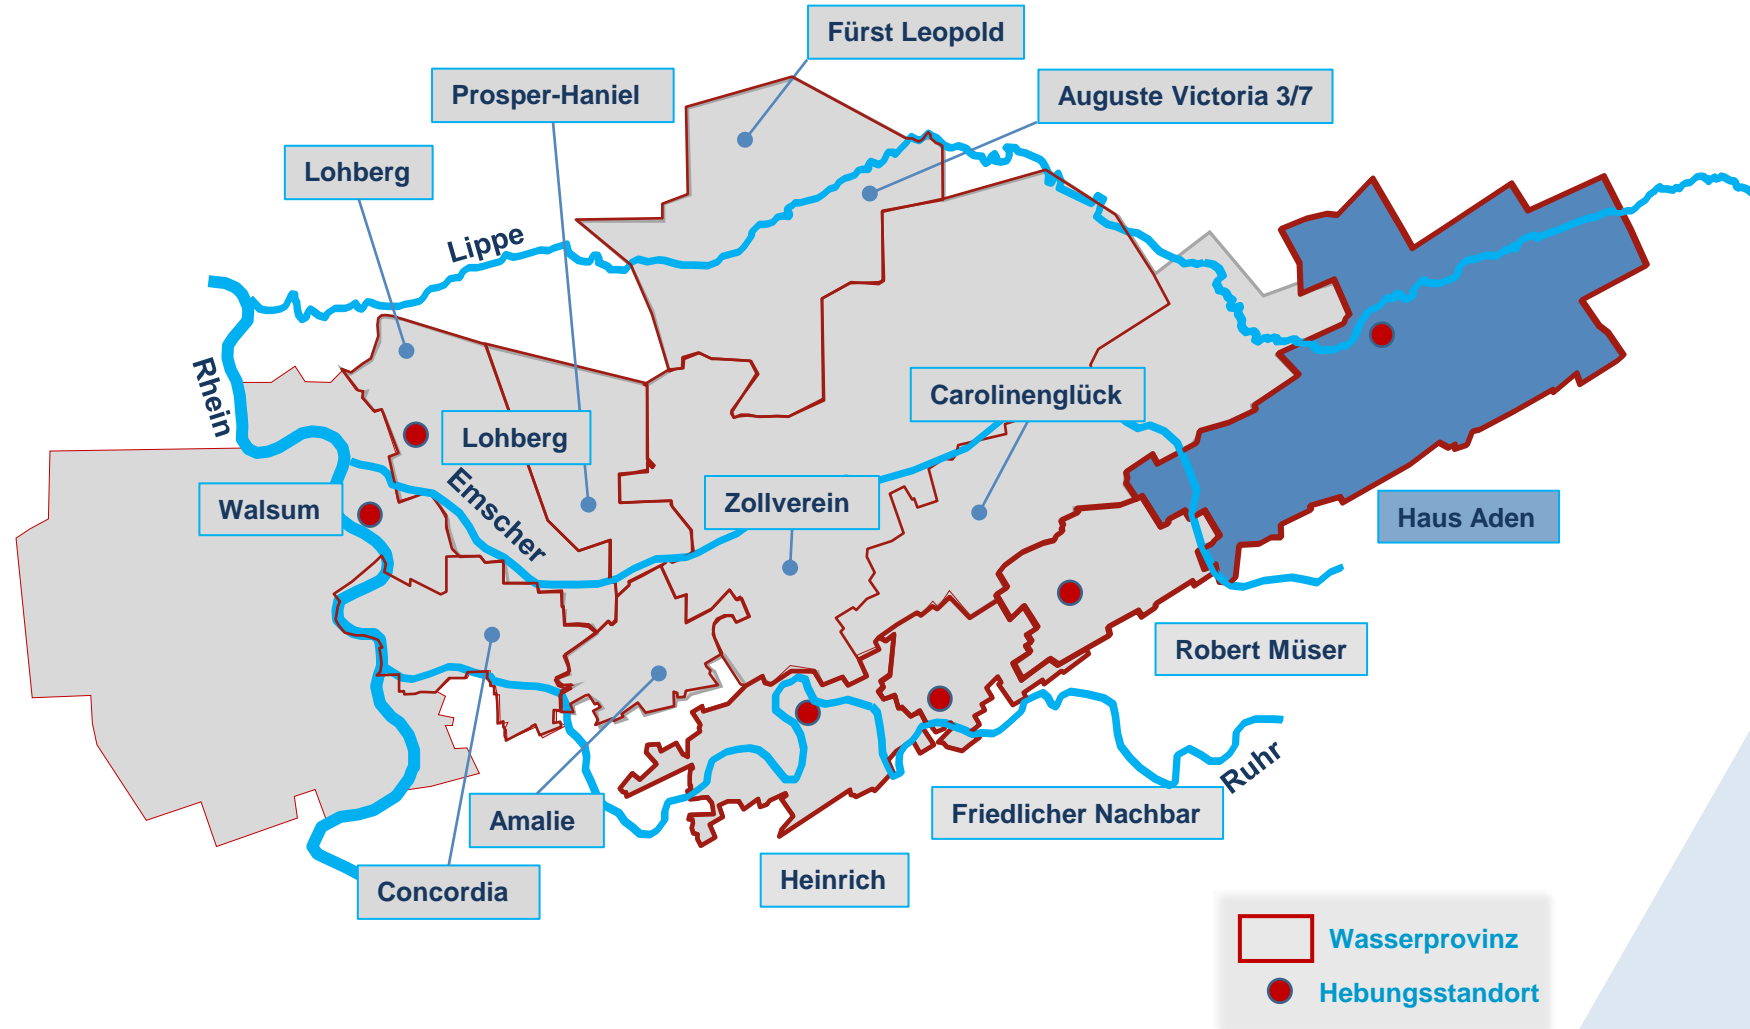 Fürst Leopold
Prosper-Haniel
Auguste Victoria 3/7
Lohberg
Lippe
Rhein
Carolinenglück
Lohberg
Emscher
Walsum
Zollverein
Haus Aden
Robert Müser
Ruhr
Amalie
Friedlicher Nachbar
Concordia
Heinrich
Wasserprovinz
Hebungsstandort